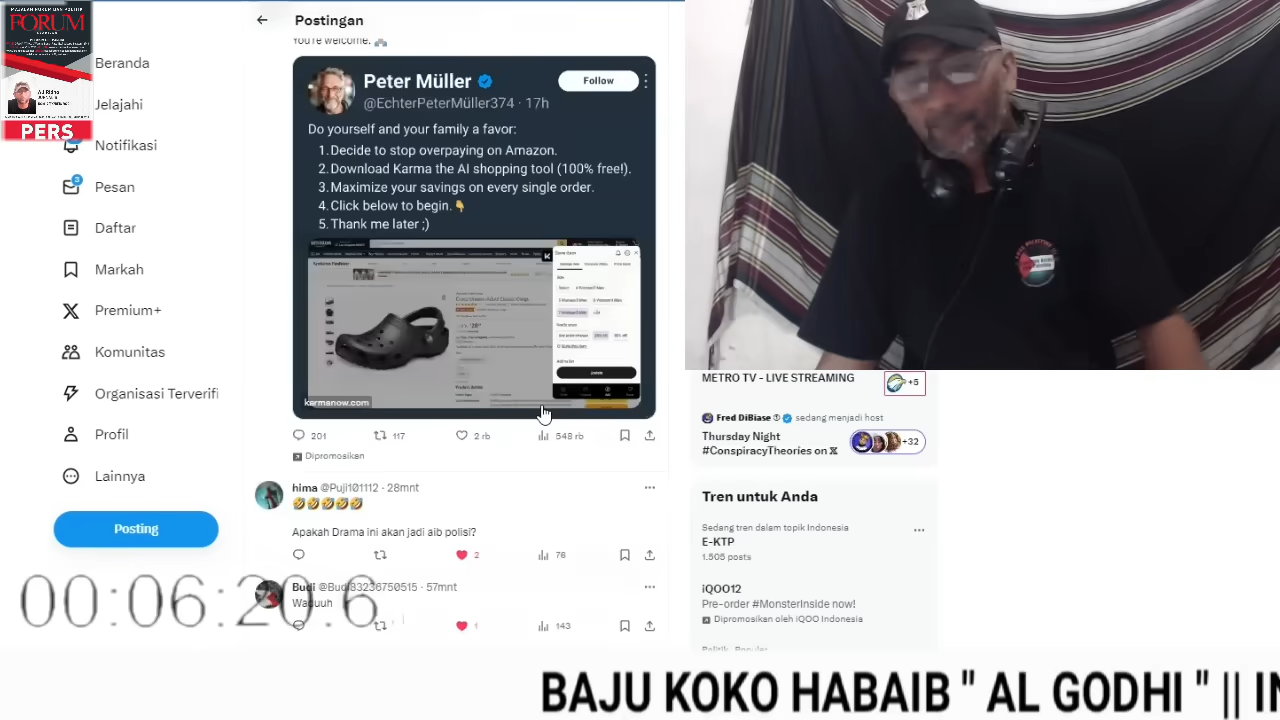 MAJALAH HUKUM DAN POLITIK
FORUM
PERS
Postingan
You're welcome.
Beranda
Jelajahi
Notifikasi
3
Pesan
Daftar
Markah
Premium+
Komunitas
Organisasi Terverifi
Profil
Lainnya
Posting
00:06:20.6
Peter Müller
Follow
@EchterPeterMüller374 · 17h
Do yourself and your family a favor:
1. Decide to stop overpaying on Amazon.
2. Download Karma the AI shopping tool (100% free!).
3. Maximize your savings on every single order.
4. Click below to begin.👇
5. Thank me later ;)
karmanow.com
201 117 2 rb 548 rb
Dipromosikan
hima @Puji101112 · 28mnt
🤣🤣🤣🤣🤣
Apakah Drama ini akan jadi aib polisi?
2 76
Budi @Budi83236750515 · 57mnt
Waduuh
1 143
METRO TV - LIVE STREAMING
+5
Fred DiBiase sedang menjadi host
Thursday Night
#ConspiracyTheories on X
+32
Tren untuk Anda
Sedang tren dalam topik Indonesia
E-KTP
1.505 posts
iQOO12
Pre-order #MonsterInside now!
Dipromosikan oleh iQOO Indonesia
Politik · Populer
BAJU KOKO HABAIB " AL GODHI " || IN